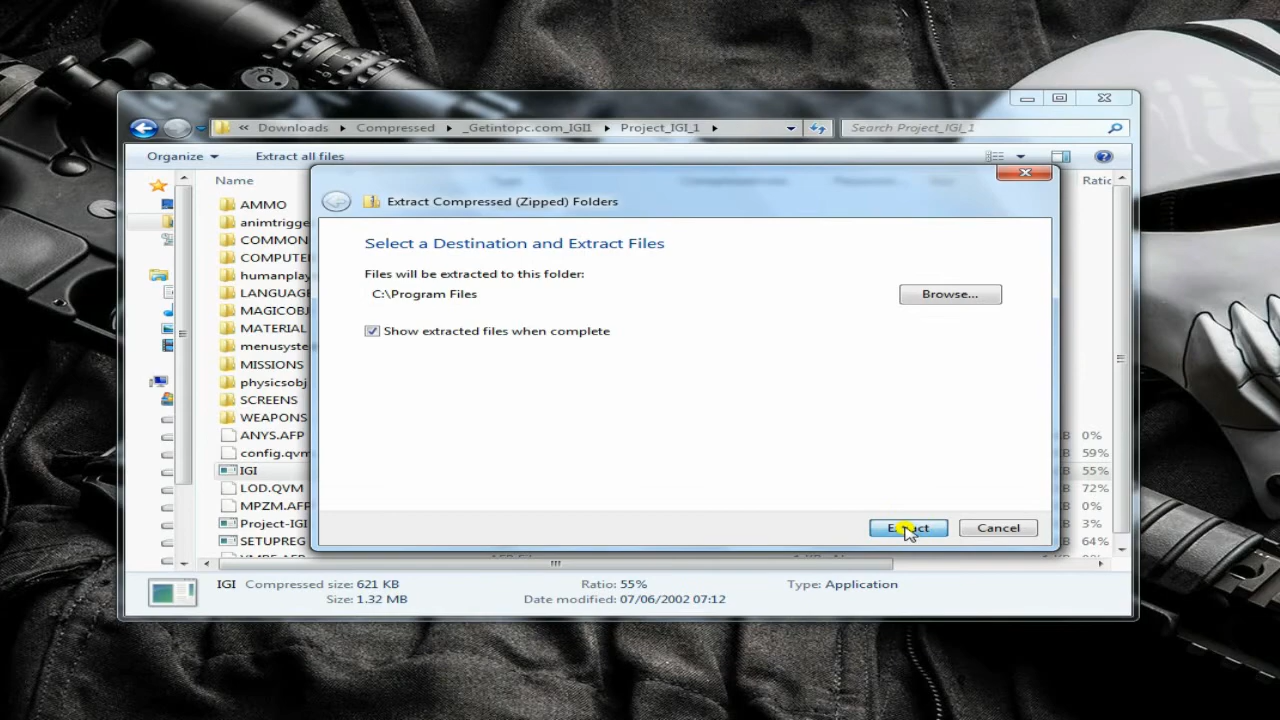 « Downloads ▸ Compressed ▸ _Getintopc.com_IGI1 ▸ Project_IGI_1 ▸
Search Project_IGI_1
Organize
Extract all files
Name
Ratio
Extract Compressed (Zipped) Folders
Select a Destination and Extract Files
Files will be extracted to this folder:
C:\Program Files
Browse...
Show extracted files when complete
Extract
Cancel
AMMO
animtrigge
COMMON
COMPUTE
humanplay
LANGUAGE
MAGICOBJ
MATERIAL
menusyste
MISSIONS
physicsobj
SCREENS
WEAPONS
ANYS.AFP
B 0%
config.qvm
B 59%
IGI
B 55%
LOD.QVM
B 72%
MPZM.AFP
B 0%
Project-IGI
B 3%
SETUPREG
B 64%
IGI Compressed size: 621 KB
Ratio: 55%
Type: Application
Size: 1.32 MB
Date modified: 07/06/2002 07:12